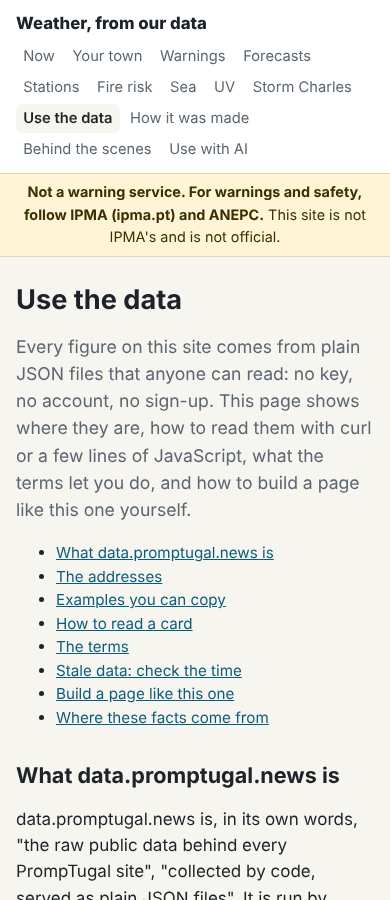 Weather, from our data
Now Your town Warnings Forecasts
Stations Fire risk Sea UV Storm Charles
Use the data How it was made
Behind the scenes Use with AI
Not a warning service. For warnings and safety,
follow IPMA (ipma.pt) and ANEPC. This site is not
IPMA's and is not official.
Use the data
Every figure on this site comes from plain
JSON files that anyone can read: no key,
no account, no sign-up. This page shows
where they are, how to read them with curl
or a few lines of JavaScript, what the
terms let you do, and how to build a page
like this one yourself.
What data.promptugal.news is
The addresses
Examples you can copy
How to read a card
The terms
Stale data: check the time
Build a page like this one
Where these facts come from
What data.promptugal.news is
data.promptugal.news is, in its own words,
"the raw public data behind every
PrompTugal site", "collected by code,
served as plain JSON files". It is run by